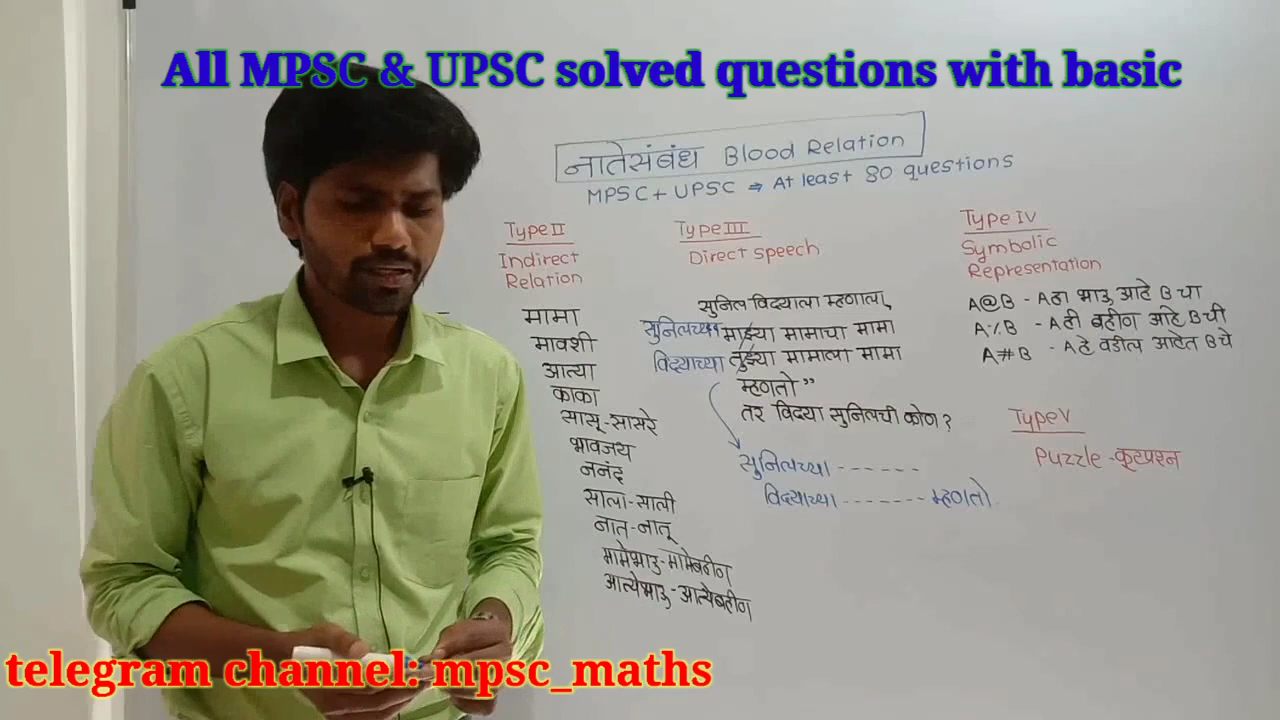 All MPSC & UPSC solved questions with basic
नातेसंबंध Blood Relation
MPSC + UPSC ⇒ At least 80 questions
Type II
Indirect
Relation
मामा
मावशी
आत्या
काका
सासू-सासरे
भावजय
ननंद
साला-साली
नात-नातू
मामेभाऊ-मामेबहीण
आत्येभाऊ-आत्येबहीण
Type III
Direct speech
सुनिल विद्याला म्हणाला,
सुनिलच्या माझ्या मामाचा मामा
विद्याच्या तुझ्या मामाला मामा
म्हणतो”
तर विद्या सुनिलची कोण?
सुनिलच्या - - - - - -
विद्याच्या - - - - - - - म्हणतो
Type IV
Symbolic
Representation
A@B - A हा भाऊ आहे B चा
A%B - A ही बहीण आहे B ची
A#B - A हे वडील आहेत B चे
Type V
Puzzle - कूटप्रश्न
telegram channel: mpsc_maths